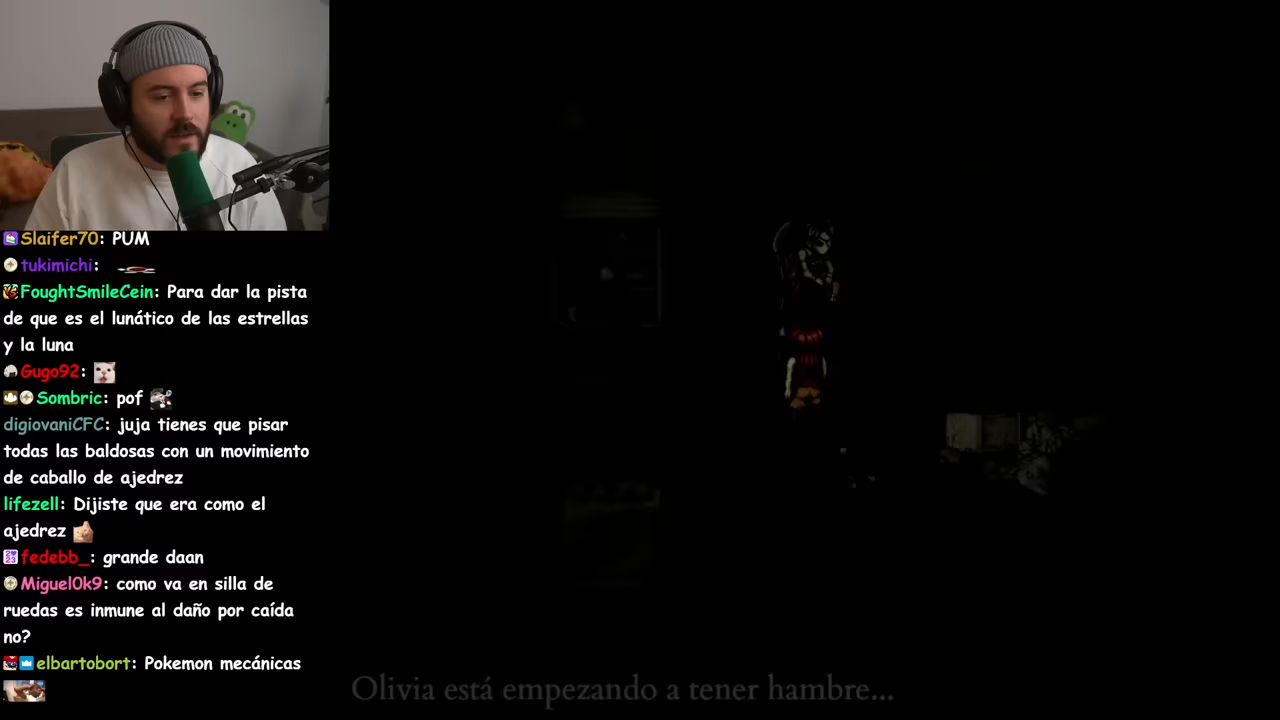 Slaifer70: PUM
tukimichi:
FoughtSmileCein: Para dar la pista
de que es el lunático de las estrellas
y la luna
Gugo92:
Sombric: pof
digiovaniCFC: juja tienes que pisar
todas las baldosas con un movimiento
de caballo de ajedrez
lifezell: Dijiste que era como el
ajedrez
fedebb_: grande daan
Miguel0k9: como va en silla de
ruedas es inmune al daño por caída
no?
elbartobort: Pokemon mecánicas
Olivia está empezando a tener hambre...